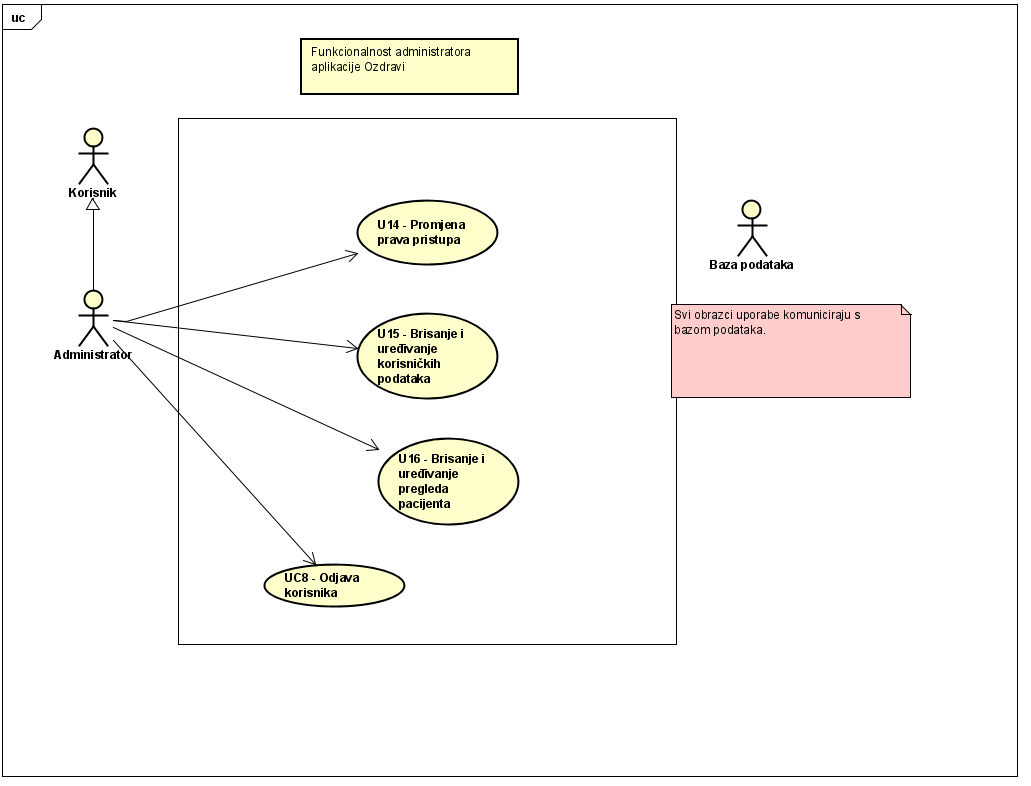 uc
Funkcionalnost administratora
aplikacije Ozdravi
Korisnik
U14 - Promjena
prava pristupa
Baza podataka
Administrator
Svi obrazci uporabe komuniciraju s
bazom podataka.
U15 - Brisanje i
uređivanje
korisničkih
podataka
U16 - Brisanje i
uređivanje
pregleda
pacijenta
UC8 - Odjava
korisnika